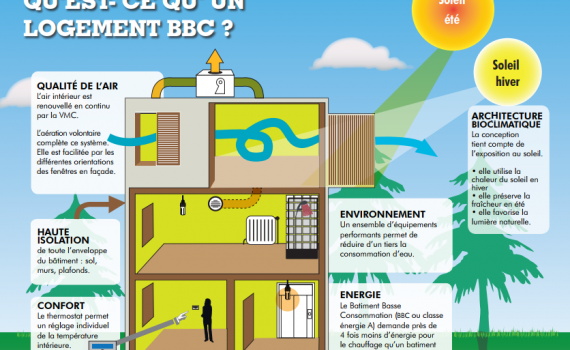 QU'EST- CE QU' UN
LOGEMENT BBC ?
Soleil
été
Soleil
hiver
QUALITÉ DE L'AIR
L'air intérieur est
renouvellé en continu
par la VMC.
L'aération volontaire
complète ce système.
Elle est facilitée par les
différentes orientations
des fenêtres en façade.
ARCHITECTURE
BIOCLIMATIQUE
La conception
tient compte de
l'exposition au soleil.
• elle utilise la
chaleur du soleil en
hiver
• elle préserve la
fraîcheur en été
• elle favorise la
lumière naturelle.
HAUTE
ISOLATION
de toute l'enveloppe
du bâtiment : sol,
murs, plafonds.
ENVIRONNEMENT
Un ensemble d'équipements
performants permet de
réduire d'un tiers la
consommation d'eau.
CONFORT
Le thermostat permet
un réglage individuel
de la température
intérieure.
ENERGIE
Le Batiment Basse
Consommation (BBC ou classe
énergie A) demande près de
4 fois moins d'énergie pour
le chauffage qu'un batiment